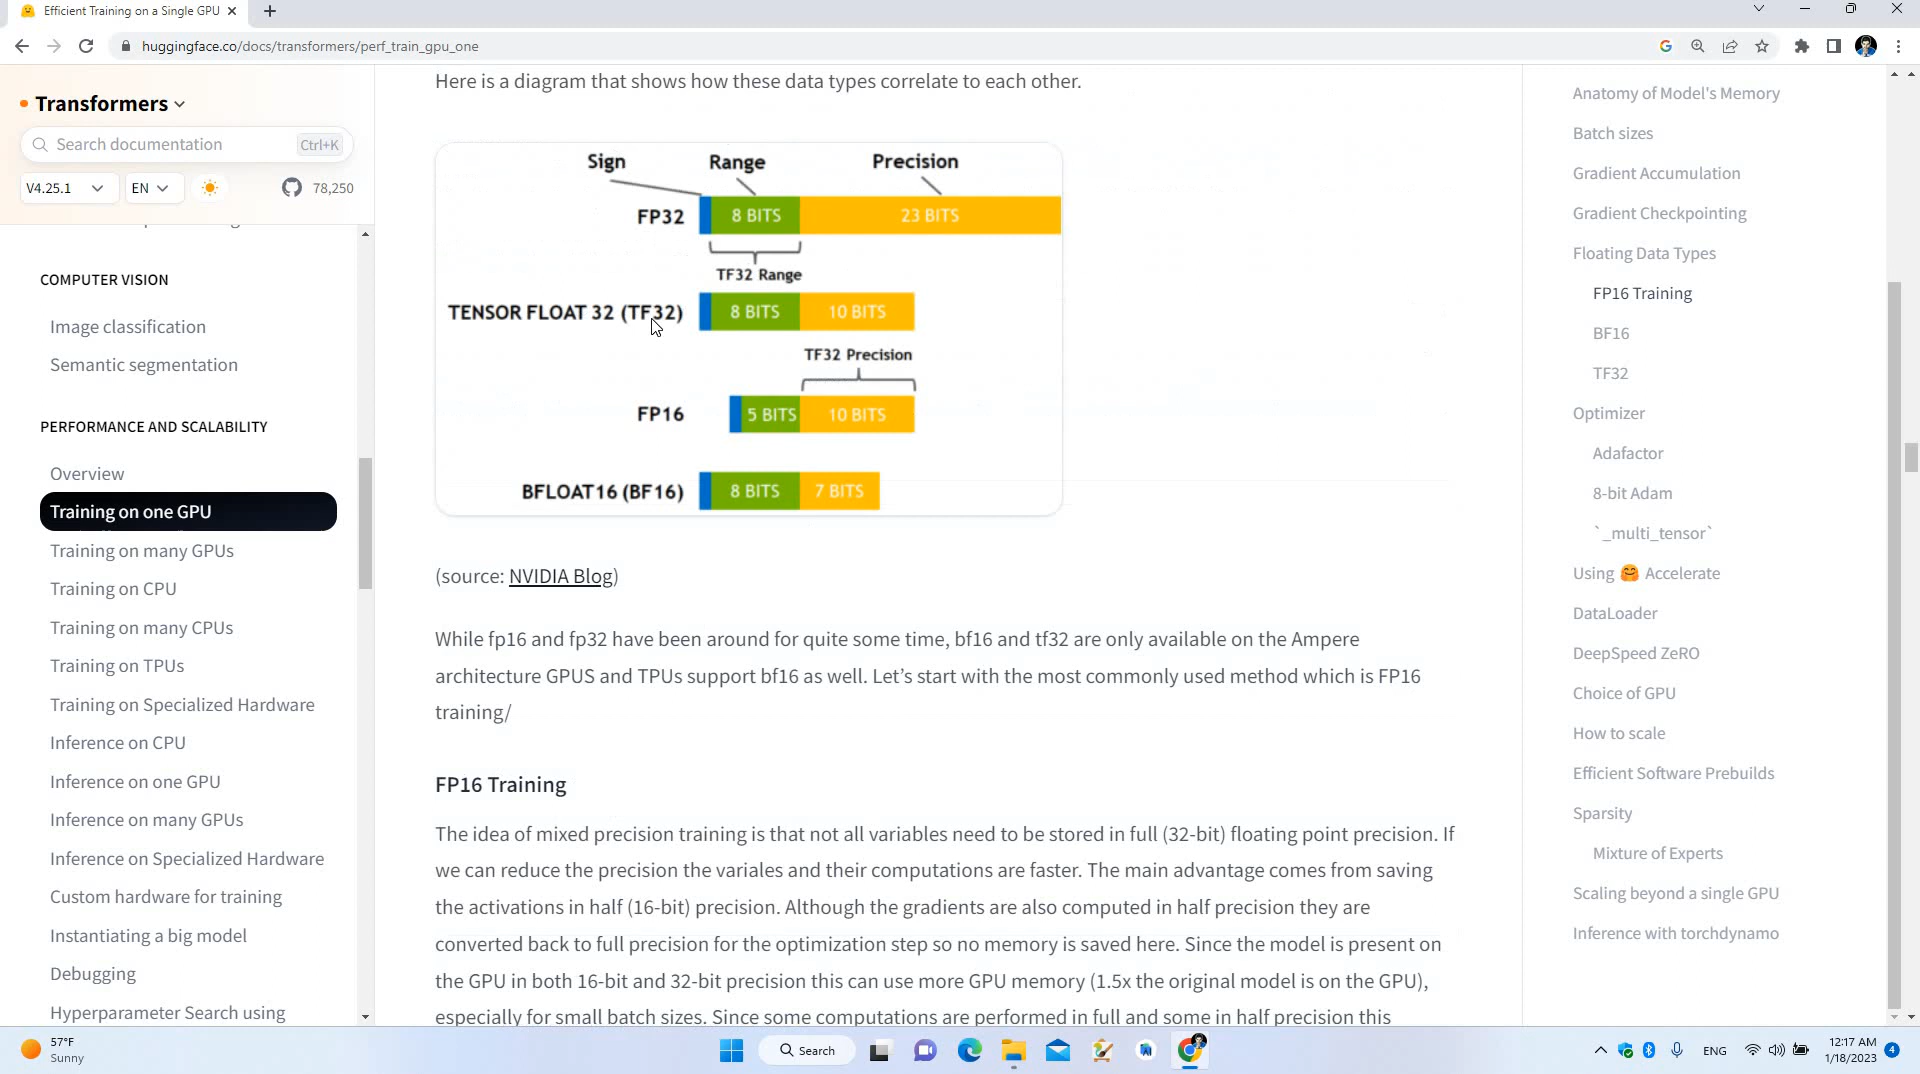 Efficient Training on a Single GPU
huggingface.co/docs/transformers/perf_train_gpu_one
Transformers
Search documentation Ctrl+K
V4.25.1 EN 78,250
COMPUTER VISION
Image classification
Semantic segmentation
PERFORMANCE AND SCALABILITY
Overview
Training on one GPU
Training on many GPUs
Training on CPU
Training on many CPUs
Training on TPUs
Training on Specialized Hardware
Inference on CPU
Inference on one GPU
Inference on many GPUs
Inference on Specialized Hardware
Custom hardware for training
Instantiating a big model
Debugging
Hyperparameter Search using
Here is a diagram that shows how these data types correlate to each other.
Sign Range Precision
FP32 8 BITS 23 BITS
TF32 Range
TENSOR FLOAT 32 (TF32) 8 BITS 10 BITS
TF32 Precision
FP16 5 BITS 10 BITS
BFLOAT16 (BF16) 8 BITS 7 BITS
(source: NVIDIA Blog)
While fp16 and fp32 have been around for quite some time, bf16 and tf32 are only available on the Ampere
architecture GPUS and TPUs support bf16 as well. Let’s start with the most commonly used method which is FP16
training/
FP16 Training
The idea of mixed precision training is that not all variables need to be stored in full (32-bit) floating point precision. If
we can reduce the precision the variales and their computations are faster. The main advantage comes from saving
the activations in half (16-bit) precision. Although the gradients are also computed in half precision they are
converted back to full precision for the optimization step so no memory is saved here. Since the model is present on
the GPU in both 16-bit and 32-bit precision this can use more GPU memory (1.5x the original model is on the GPU),
especially for small batch sizes. Since some computations are performed in full and some in half precision this
Anatomy of Model's Memory
Batch sizes
Gradient Accumulation
Gradient Checkpointing
Floating Data Types
FP16 Training
BF16
TF32
Optimizer
Adafactor
8-bit Adam
`_multi_tensor`
Using 🤗 Accelerate
DataLoader
DeepSpeed ZeRO
Choice of GPU
How to scale
Efficient Software Prebuilds
Sparsity
Mixture of Experts
Scaling beyond a single GPU
Inference with torchdynamo
57°F
Sunny
Search
ENG
12:17 AM
1/18/2023
4